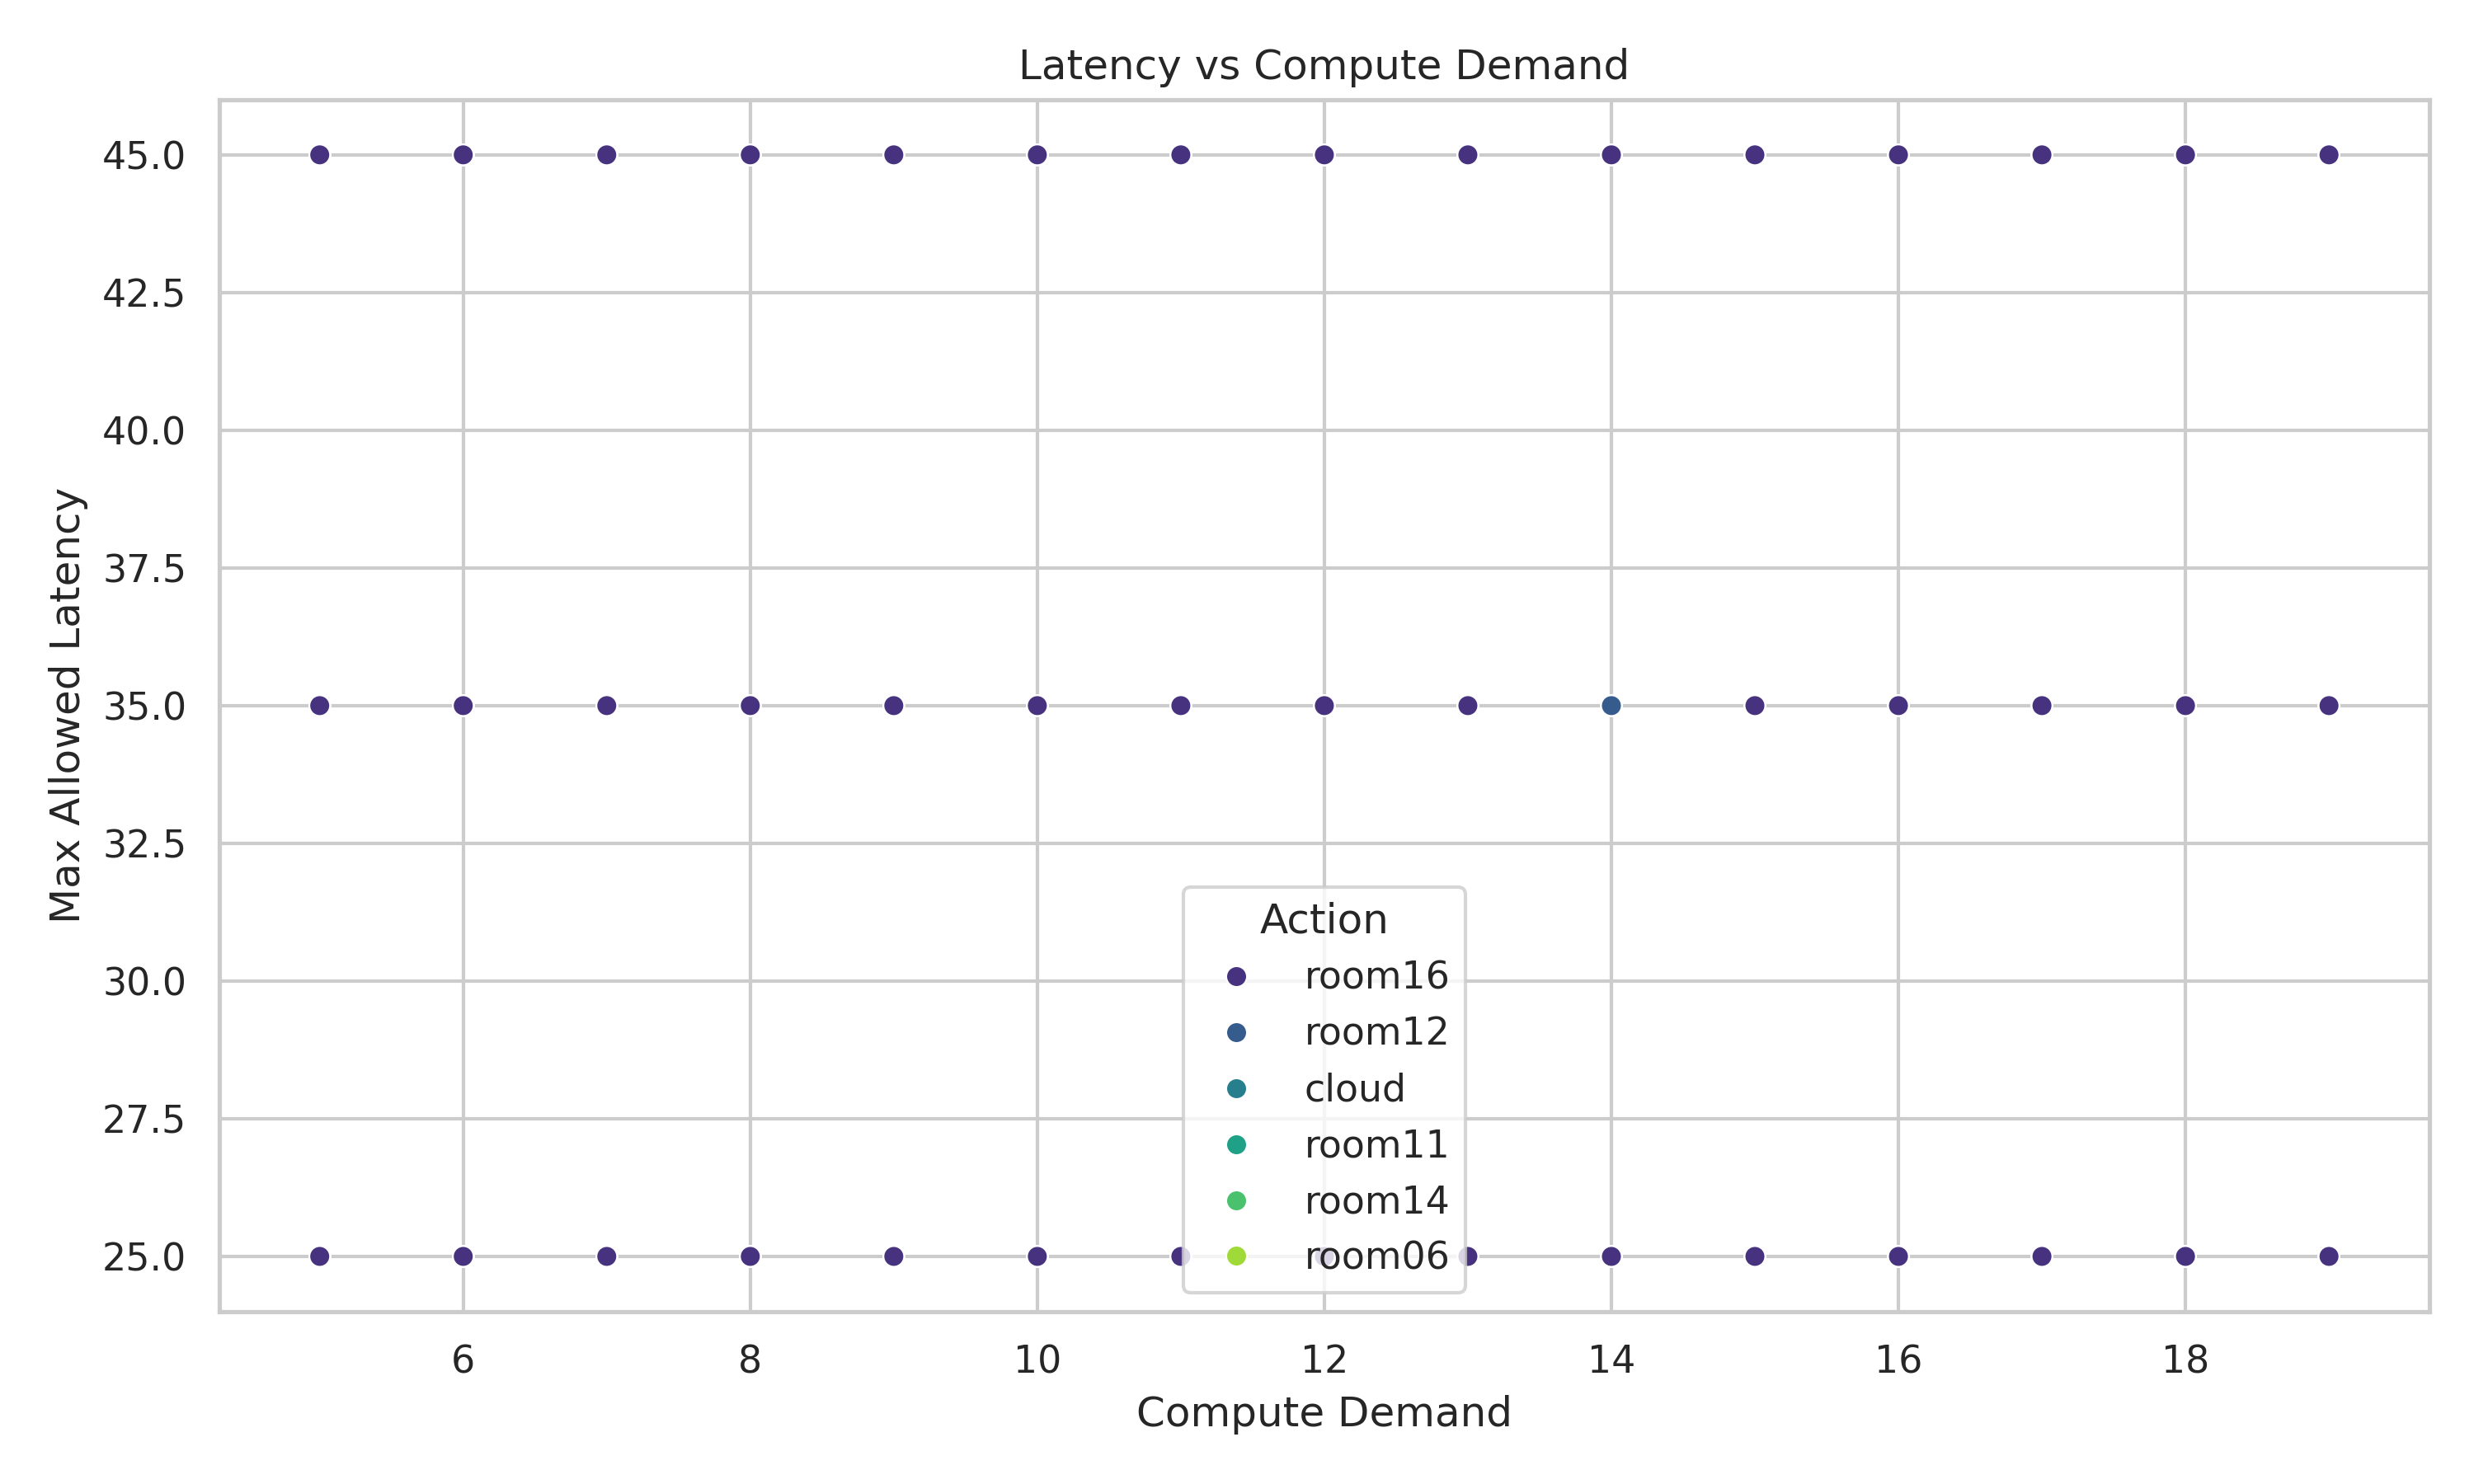 Latency vs Compute Demand
45.0
42.5
40.0
37.5
35.0
32.5
30.0
27.5
25.0
Max Allowed Latency
Action
room16
room12
cloud
room11
room14
room06
6 8 10 12 14 16 18
Compute Demand